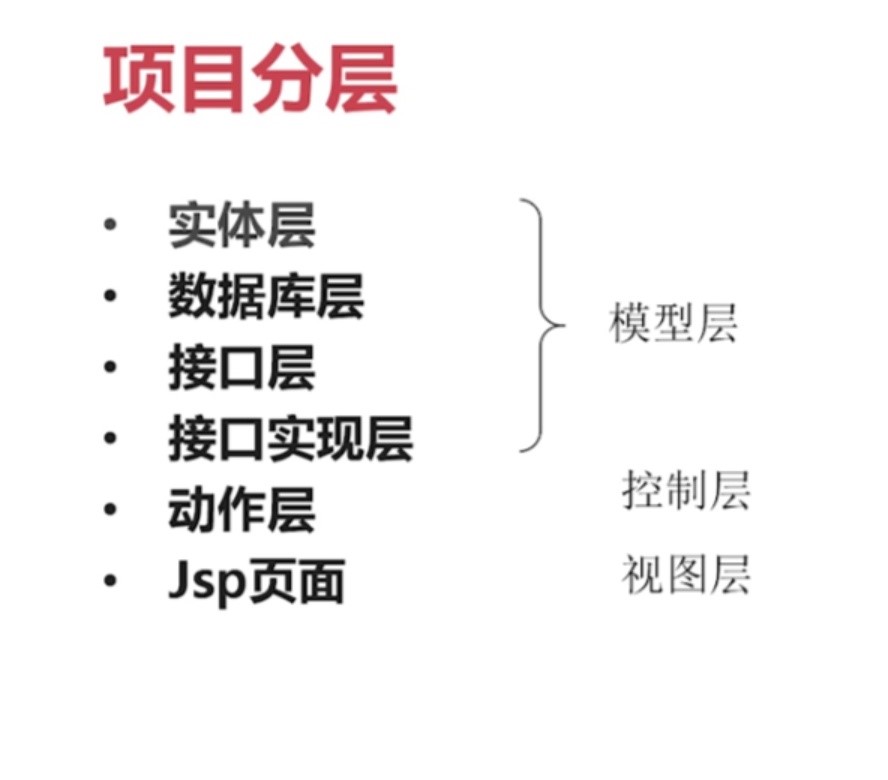 项目分层
• 实体层
• 数据库层
• 接口层
模型层
• 接口实现层
• 动作层
控制层
• Jsp页面
视图层